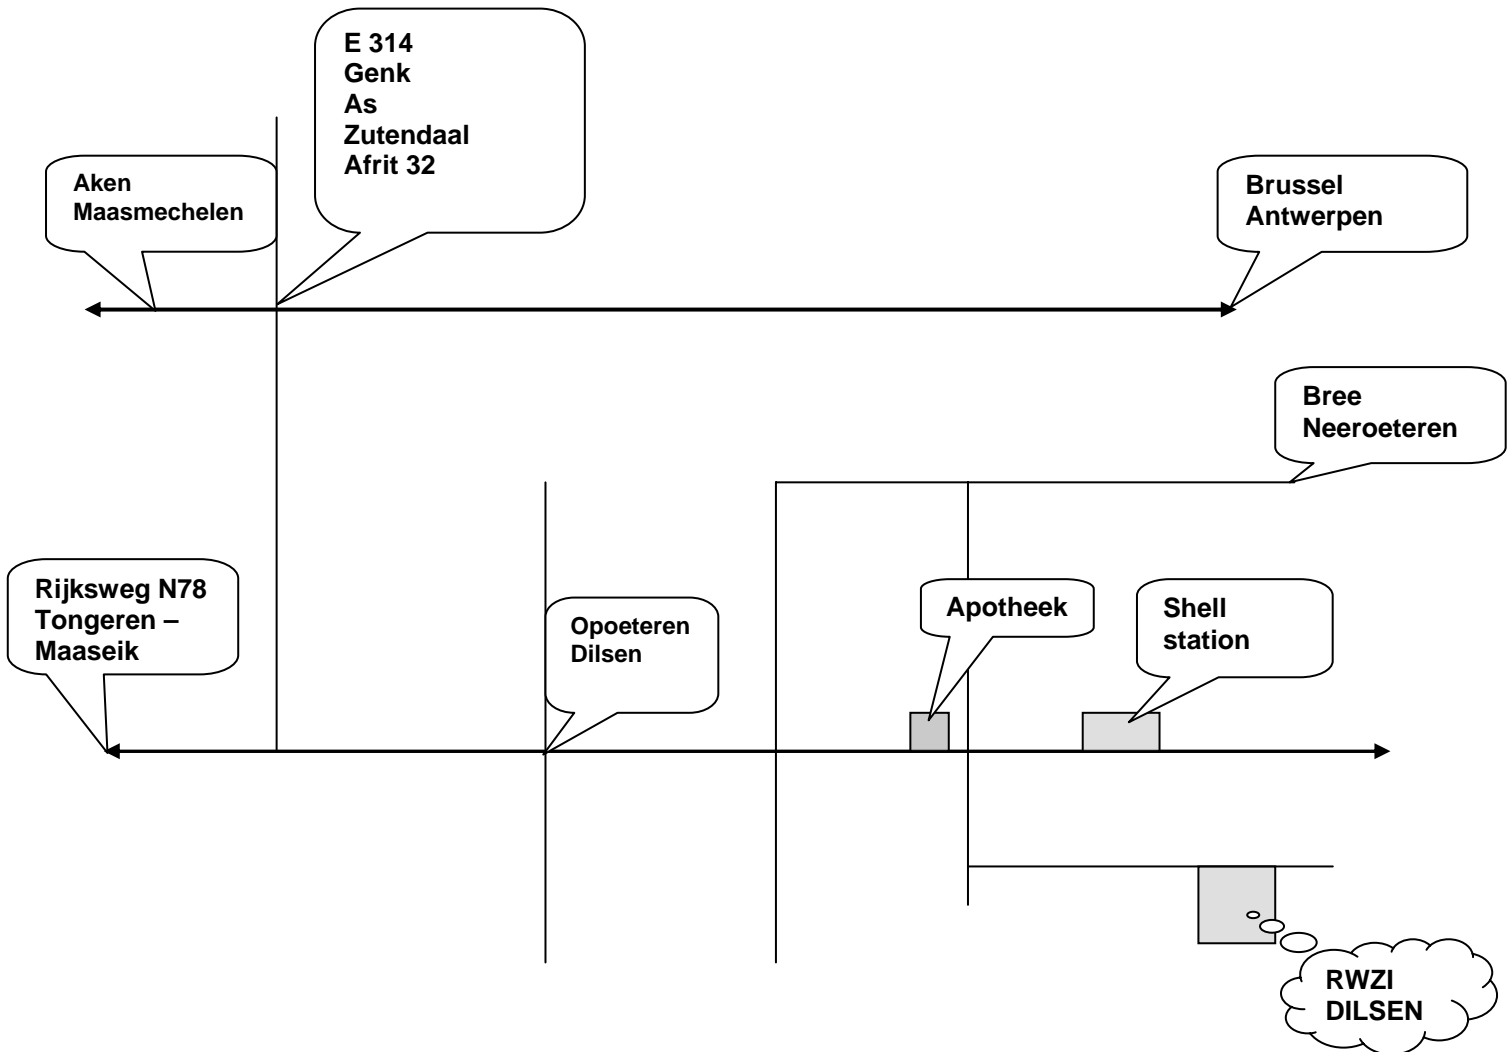 E 314
Genk
As
Zutendaal
Afrit 32
Aken
Maasmechelen
Brussel
Antwerpen
Bree
Neeroeteren
Rijksweg N78
Tongeren –
Maaseik
Opoeteren
Dilsen
Apotheek
Shell
station
RWZI
DILSEN